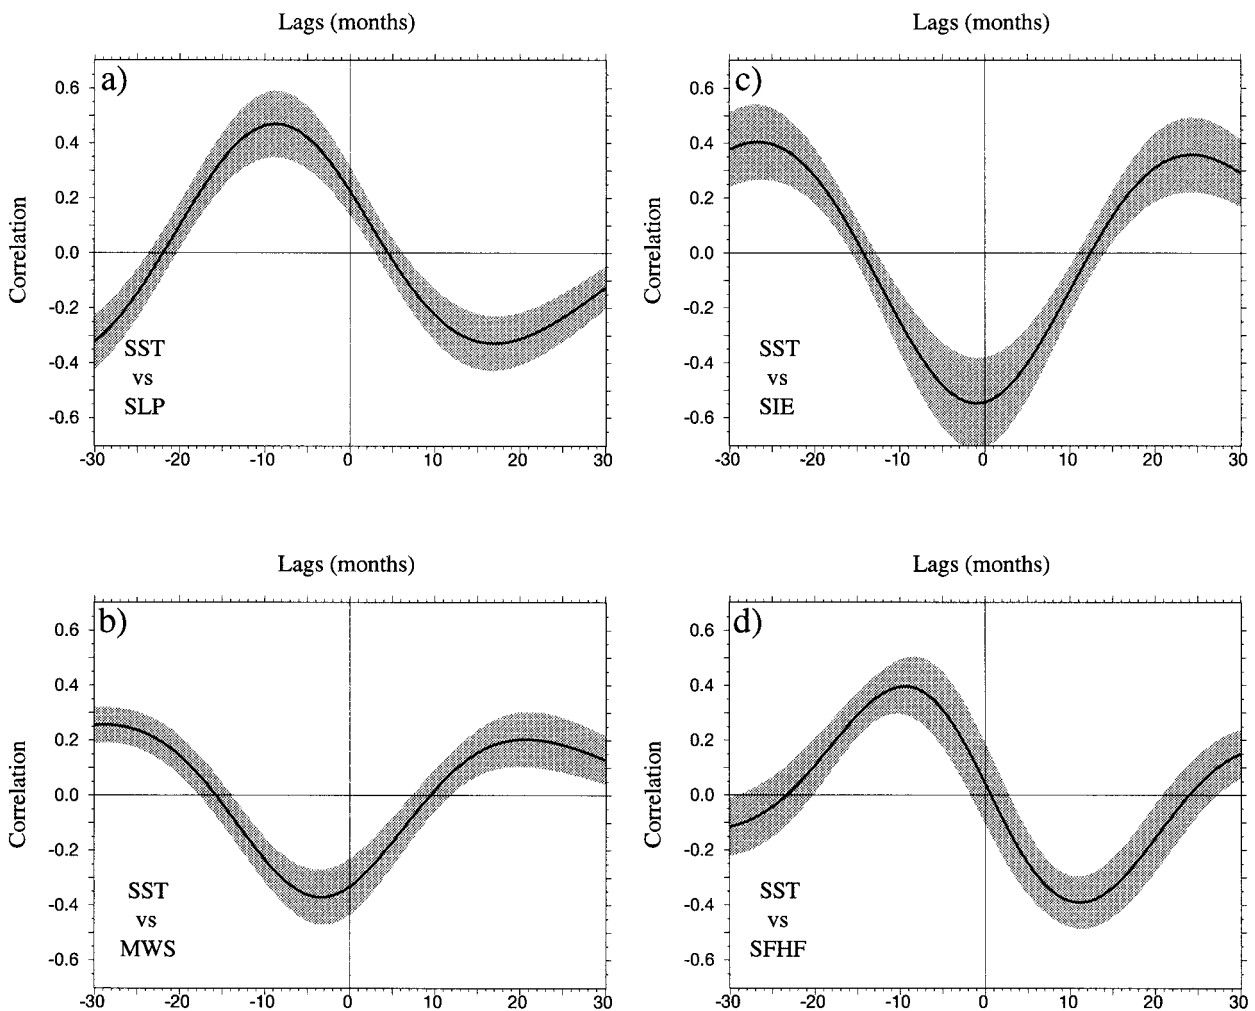 Lags (months)
a)
0.6
0.4
0.2
0.0
-0.2
-0.4
-0.6
Correlation
SST
vs
SLP
-30 -20 -10 0 10 20 30
Lags (months)
c)
0.6
0.4
0.2
0.0
-0.2
-0.4
-0.6
Correlation
SST
vs
SIE
-30 -20 -10 0 10 20 30
Lags (months)
b)
0.6
0.4
0.2
0.0
-0.2
-0.4
-0.6
Correlation
SST
vs
MWS
-30 -20 -10 0 10 20 30
Lags (months)
d)
0.6
0.4
0.2
0.0
-0.2
-0.4
-0.6
Correlation
SST
vs
SFHF
-30 -20 -10 0 10 20 30